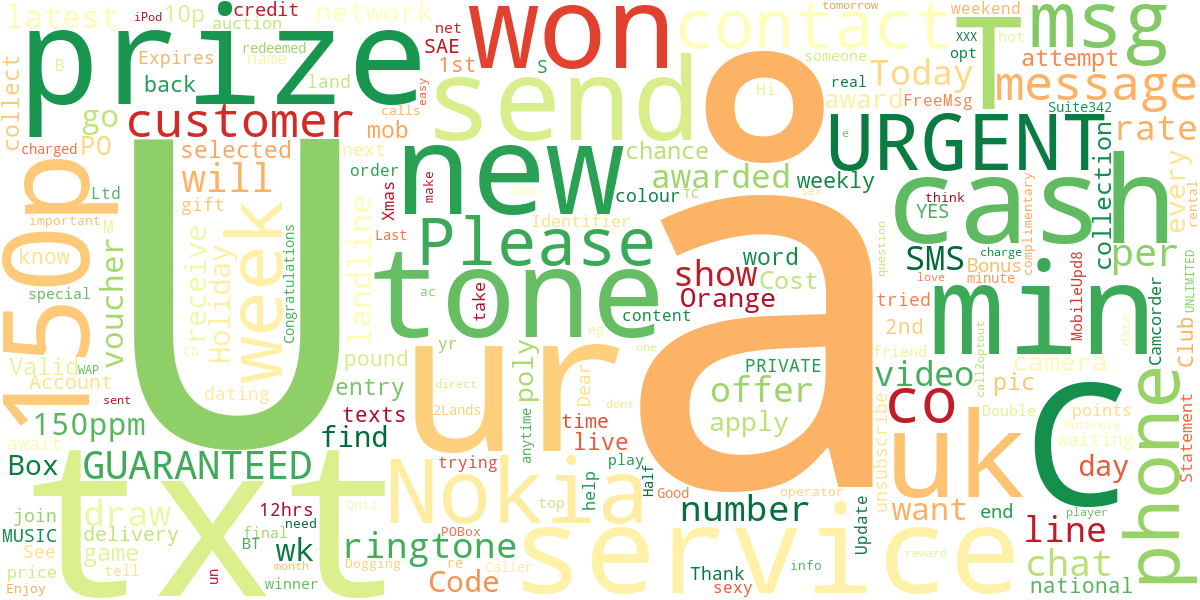 iPod
credit
latest
10p
network
tomorrow
weekend
auction
net
prize
won
contact
T
msg
XXX
hot
redeemed
SAE
Expires
name
B
1st
S
someone
opt
attempt
collect
back
land
easy
send
o
Hi
Today
real
message
calls
award
FreeMsg
Suite342
go
customer
mob
URGENT
rate
charged
PO
selected
next
new
chance
e
cash
collection
every
150p
will
order
awarded
weekly
gift
Xmas
make
colour
TC
sex
think
complimentary
rental
Ltd
important
M
U
week
Now
Identifier
YES
Last
Please
know
receive
Holiday
landline
word
question
SMS
charge
per
voucher
Congratulations
tone
show
Cost
Bonus
special
ac
take
Orange
love
minute
MobileUpd8
UNLIMITED
content
a
tried
min
Camcorder
eg
2nd
call2optout
date
Club
CD
yr
ur
one
Valid
WAP
pound
poly
PRIVATE
friend
camera
Account
dating
entry
direct
Dear
offer
video
pic
sent
2Lands
dont
co
Double
points
150ppm
texts
anytime
time
apply
unsubscribe
uk
C
phone
Motorola
await
find
live
waiting
Box
GUARANTEED
trying
play
Half
day
Statement
txt
Nokia
help
Good
operator
join
draw
12hrs
Quiz
top
number
want
end
player
MUSIC
delivery
final
need
POBox
Update
line
See
game
BT
wk
ringtone
service
reward
price
tell
un
month
Dogging
re
Caller
Thank
info
chat
Enjoy
winner
Code
sexy
national